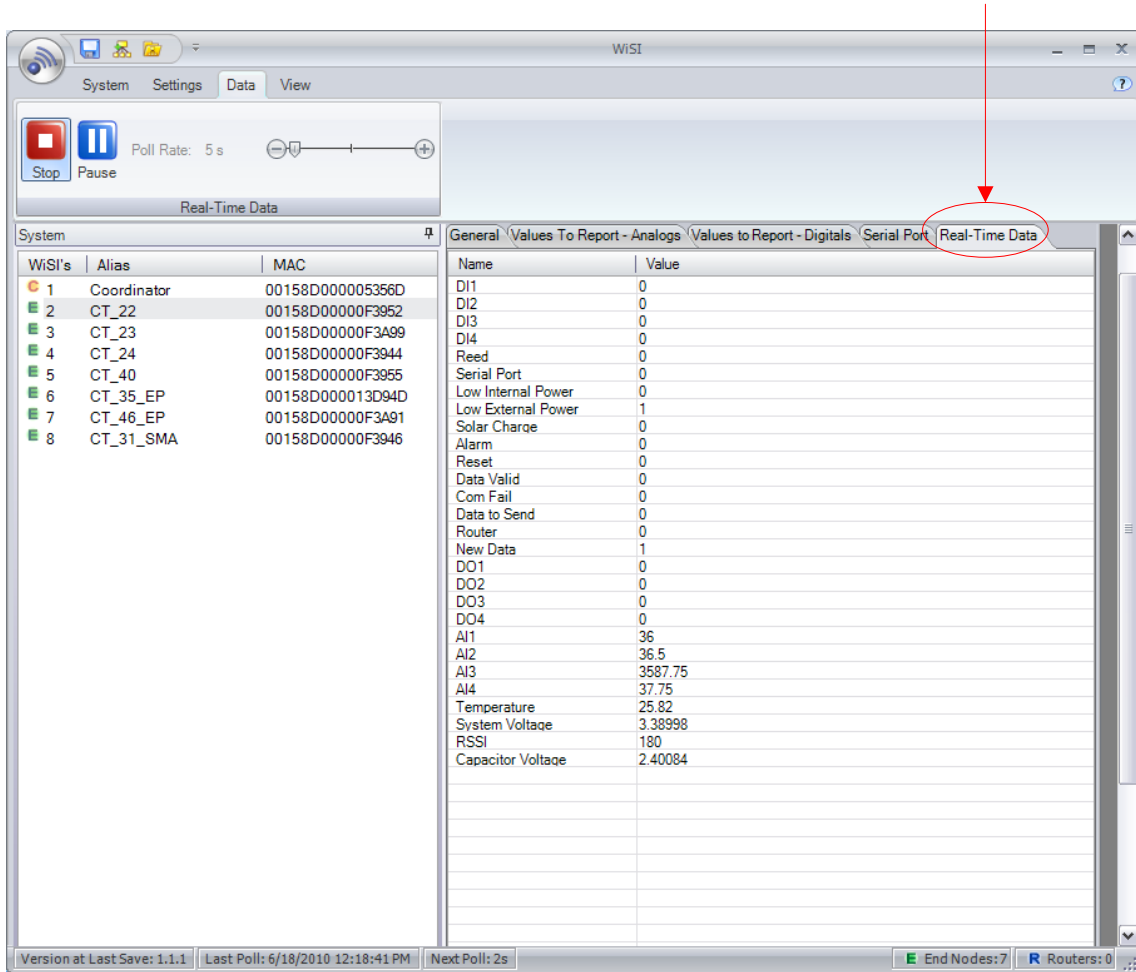 WiSI
System Settings Data View
Stop Pause Poll Rate: 5 s
Real-Time Data
System
WiSI's Alias MAC
C 1 Coordinator 00158D000005356D
E 2 CT_22 00158D00000F3952
E 3 CT_23 00158D00000F3A99
E 4 CT_24 00158D00000F3944
E 5 CT_40 00158D00000F3955
E 6 CT_35_EP 00158D000013D94D
E 7 CT_46_EP 00158D00000F3A91
E 8 CT_31_SMA 00158D00000F3946
General Values To Report - Analogs Values to Report - Digitals Serial Port Real-Time Data
Name Value
DI1 0
DI2 0
DI3 0
DI4 0
Reed 0
Serial Port 0
Low Internal Power 0
Low External Power 1
Solar Charge 0
Alarm 0
Reset 0
Data Valid 0
Com Fail 0
Data to Send 0
Router 0
New Data 1
DO1 0
DO2 0
DO3 0
DO4 0
AI1 36
AI2 36.5
AI3 3587.75
AI4 37.75
Temperature 25.82
System Voltage 3.38998
RSSI 180
Capacitor Voltage 2.40084
Version at Last Save: 1.1.1 Last Poll: 6/18/2010 12:18:41 PM Next Poll: 2s E End Nodes: 7 R Routers: 0